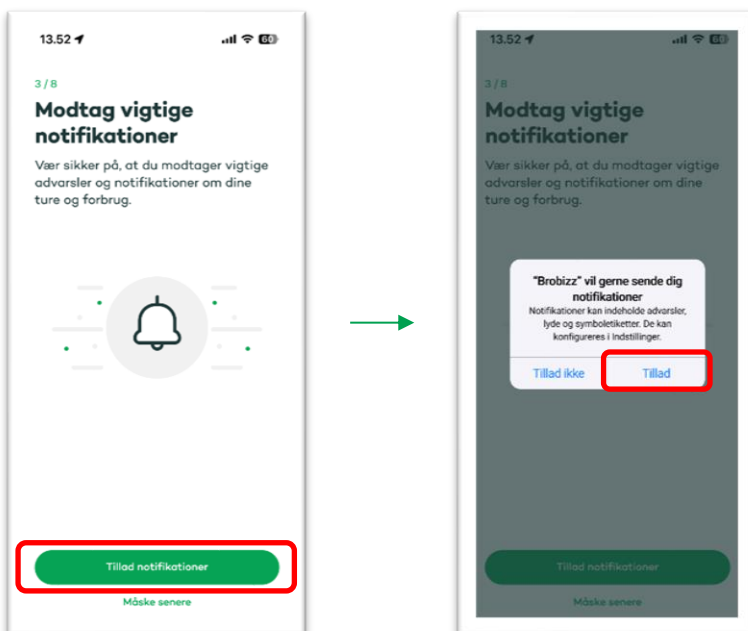 13.52
60
3/8
Modtag vigtige
notifikationer
Vær sikker på, at du modtager vigtige
advarsler og notifikationer om dine
ture og forbrug.
Tillad notifikationer
Måske senere
13.52
60
3/8
Modtag vigtige
notifikationer
Vær sikker på, at du modtager vigtige
advarsler og notifikationer om dine
ture og forbrug.
"Brobizz" vil gerne sende dig
notifikationer
Notifikationer kan indeholde advarsler,
lyde og symboletiketter. De kan
konfigureres i Indstillinger.
Tillad ikke
Tillad
Tillad notifikationer
Måske senere